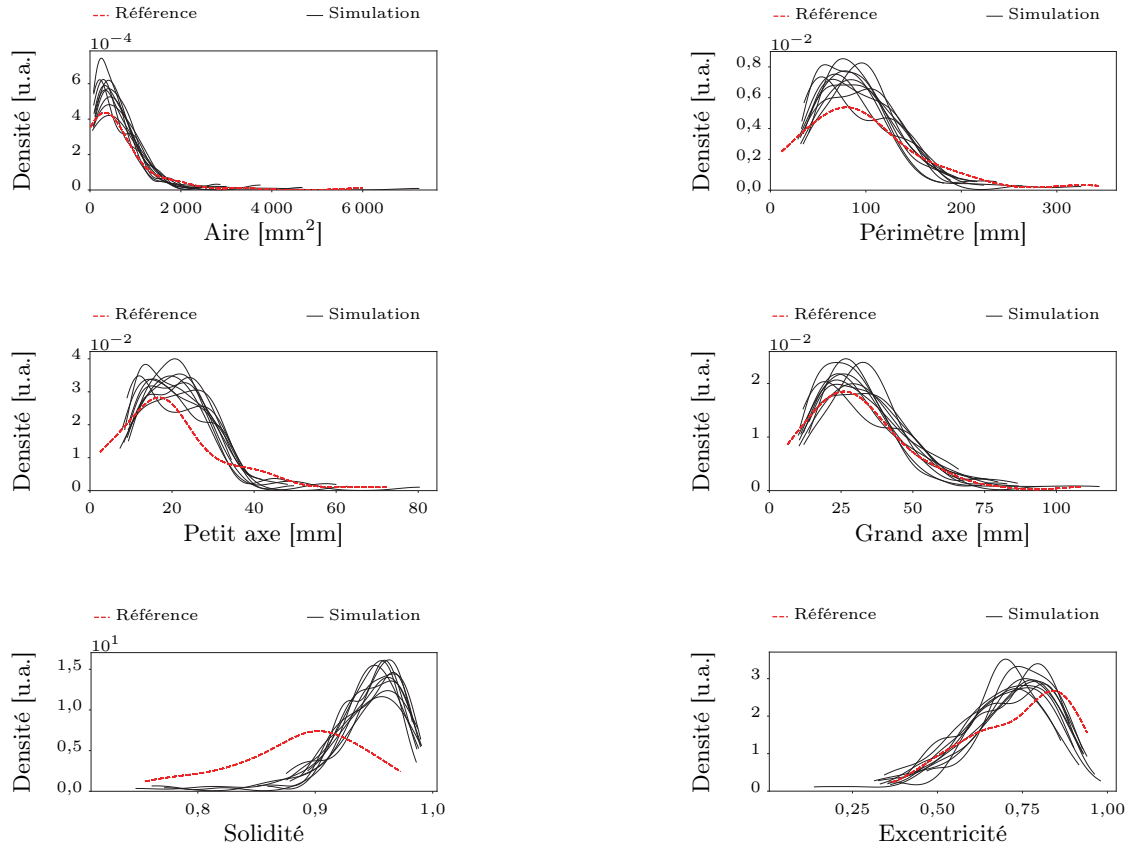 Référence Simulation
10⁻⁴
Densité [u.a.]
6
4
2
0
0 2 000 4 000 6 000
Aire [mm²]
Référence Simulation
10⁻²
Densité [u.a.]
0,8
0,6
0,4
0,2
0,0
0 100 200 300
Périmètre [mm]
Référence Simulation
10⁻²
Densité [u.a.]
4
3
2
1
0
0 20 40 60 80
Petit axe [mm]
Référence Simulation
10⁻²
Densité [u.a.]
2
1
0
0 25 50 75 100
Grand axe [mm]
Référence Simulation
10¹
Densité [u.a.]
1,5
1,0
0,5
0,0
0,8 0,9 1,0
Solidité
Référence Simulation
Densité [u.a.]
3
2
1
0
0,25 0,50 0,75 1,00
Excentricité